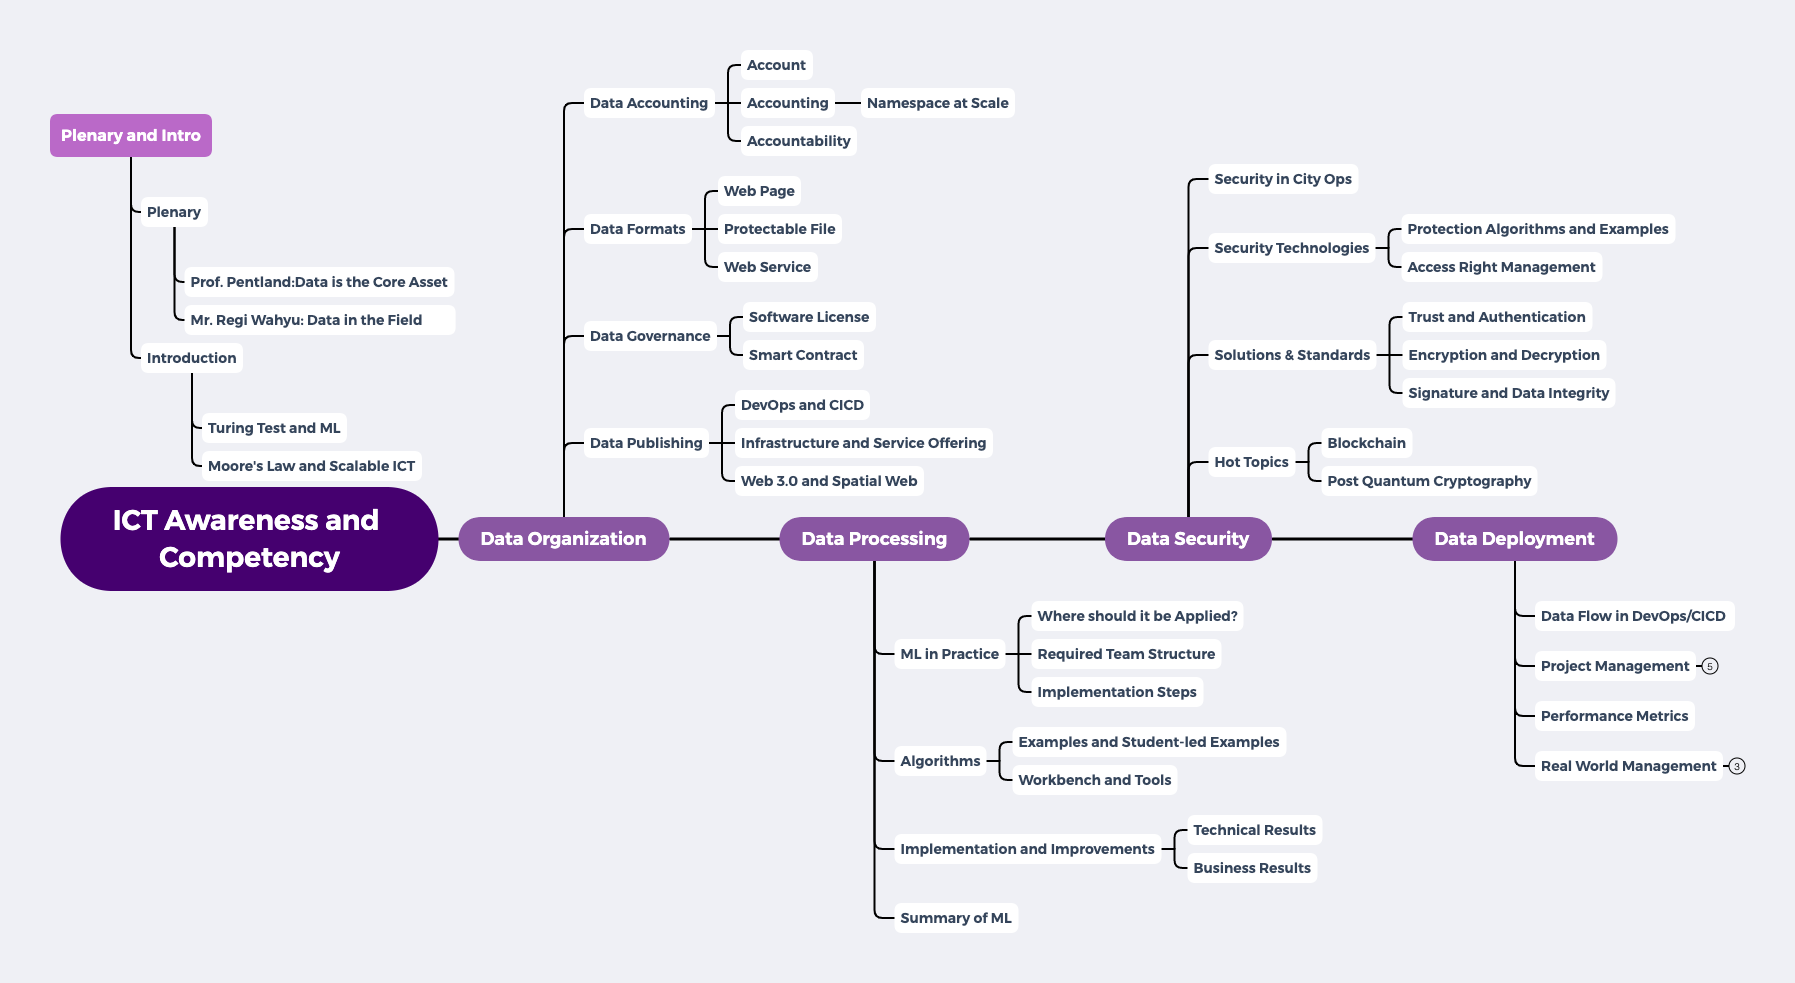 Plenary and Intro
Plenary
Prof. Pentland:Data is the Core Asset
Mr. Regi Wahyu: Data in the Field
Introduction
Turing Test and ML
Moore's Law and Scalable ICT
ICT Awareness and
Competency
Data Organization
Data Accounting
Account
Accounting
Namespace at Scale
Accountability
Data Formats
Web Page
Protectable File
Web Service
Data Governance
Software License
Smart Contract
Data Publishing
DevOps and CICD
Infrastructure and Service Offering
Web 3.0 and Spatial Web
Data Processing
ML in Practice
Where should it be Applied?
Required Team Structure
Implementation Steps
Algorithms
Examples and Student-led Examples
Workbench and Tools
Implementation and Improvements
Technical Results
Business Results
Summary of ML
Data Security
Security in City Ops
Security Technologies
Protection Algorithms and Examples
Access Right Management
Solutions & Standards
Trust and Authentication
Encryption and Decryption
Signature and Data Integrity
Hot Topics
Blockchain
Post Quantum Cryptography
Data Deployment
Data Flow in DevOps/CICD
Project Management 5
Performance Metrics
Real World Management 3